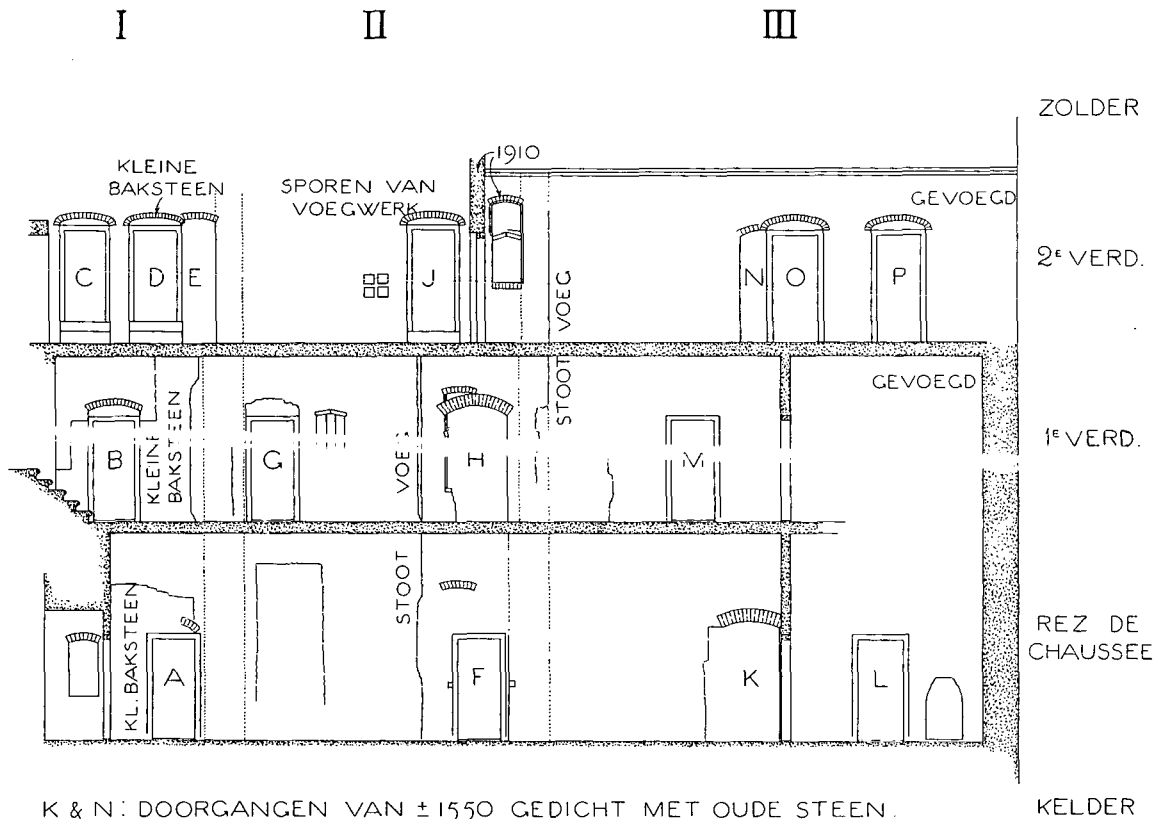 I II III
ZOLDER
1910
KLEINE
BAKSTEEN
SPOREN VAN
VOEGWERK
GEVOEGD
C D E J N O P
2E VERD.
STOOT VOEG
GEVOEGD
B
KLEINE
BAKSTEEN
G
STOOT VOEG
H M
1E VERD.
KL. BAKSTEEN
A F K L
REZ DE
CHAUSSEE
K & N: DOORGANGEN VAN ± 1550 GEDICHT MET OUDE STEEN.
KELDER